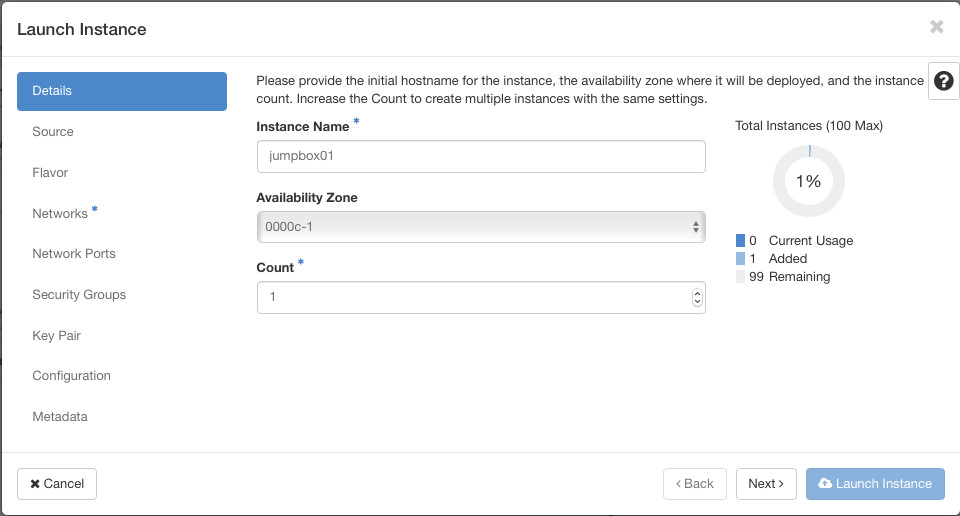 Launch Instance
Details
Source
Flavor
Networks *
Network Ports
Security Groups
Key Pair
Configuration
Metadata
Please provide the initial hostname for the instance, the availability zone where it will be deployed, and the instance
count. Increase the Count to create multiple instances with the same settings.
Instance Name *
jumpbox01
Availability Zone
0000c-1
Count *
1
Total Instances (100 Max)
1%
0 Current Usage
1 Added
99 Remaining
Cancel
Back
Next
Launch Instance